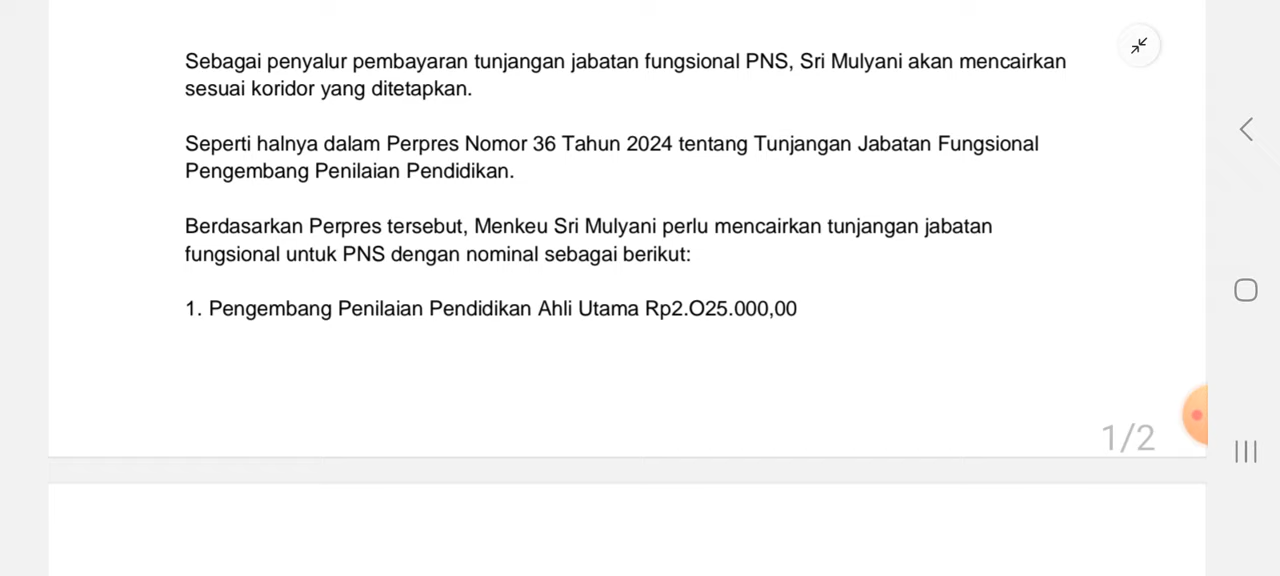 Sebagai penyalur pembayaran tunjangan jabatan fungsional PNS, Sri Mulyani akan mencairkan
sesuai koridor yang ditetapkan.
Seperti halnya dalam Perpres Nomor 36 Tahun 2024 tentang Tunjangan Jabatan Fungsional
Pengembang Penilaian Pendidikan.
Berdasarkan Perpres tersebut, Menkeu Sri Mulyani perlu mencairkan tunjangan jabatan
fungsional untuk PNS dengan nominal sebagai berikut:
1. Pengembang Penilaian Pendidikan Ahli Utama Rp2.O25.000,00
1/2